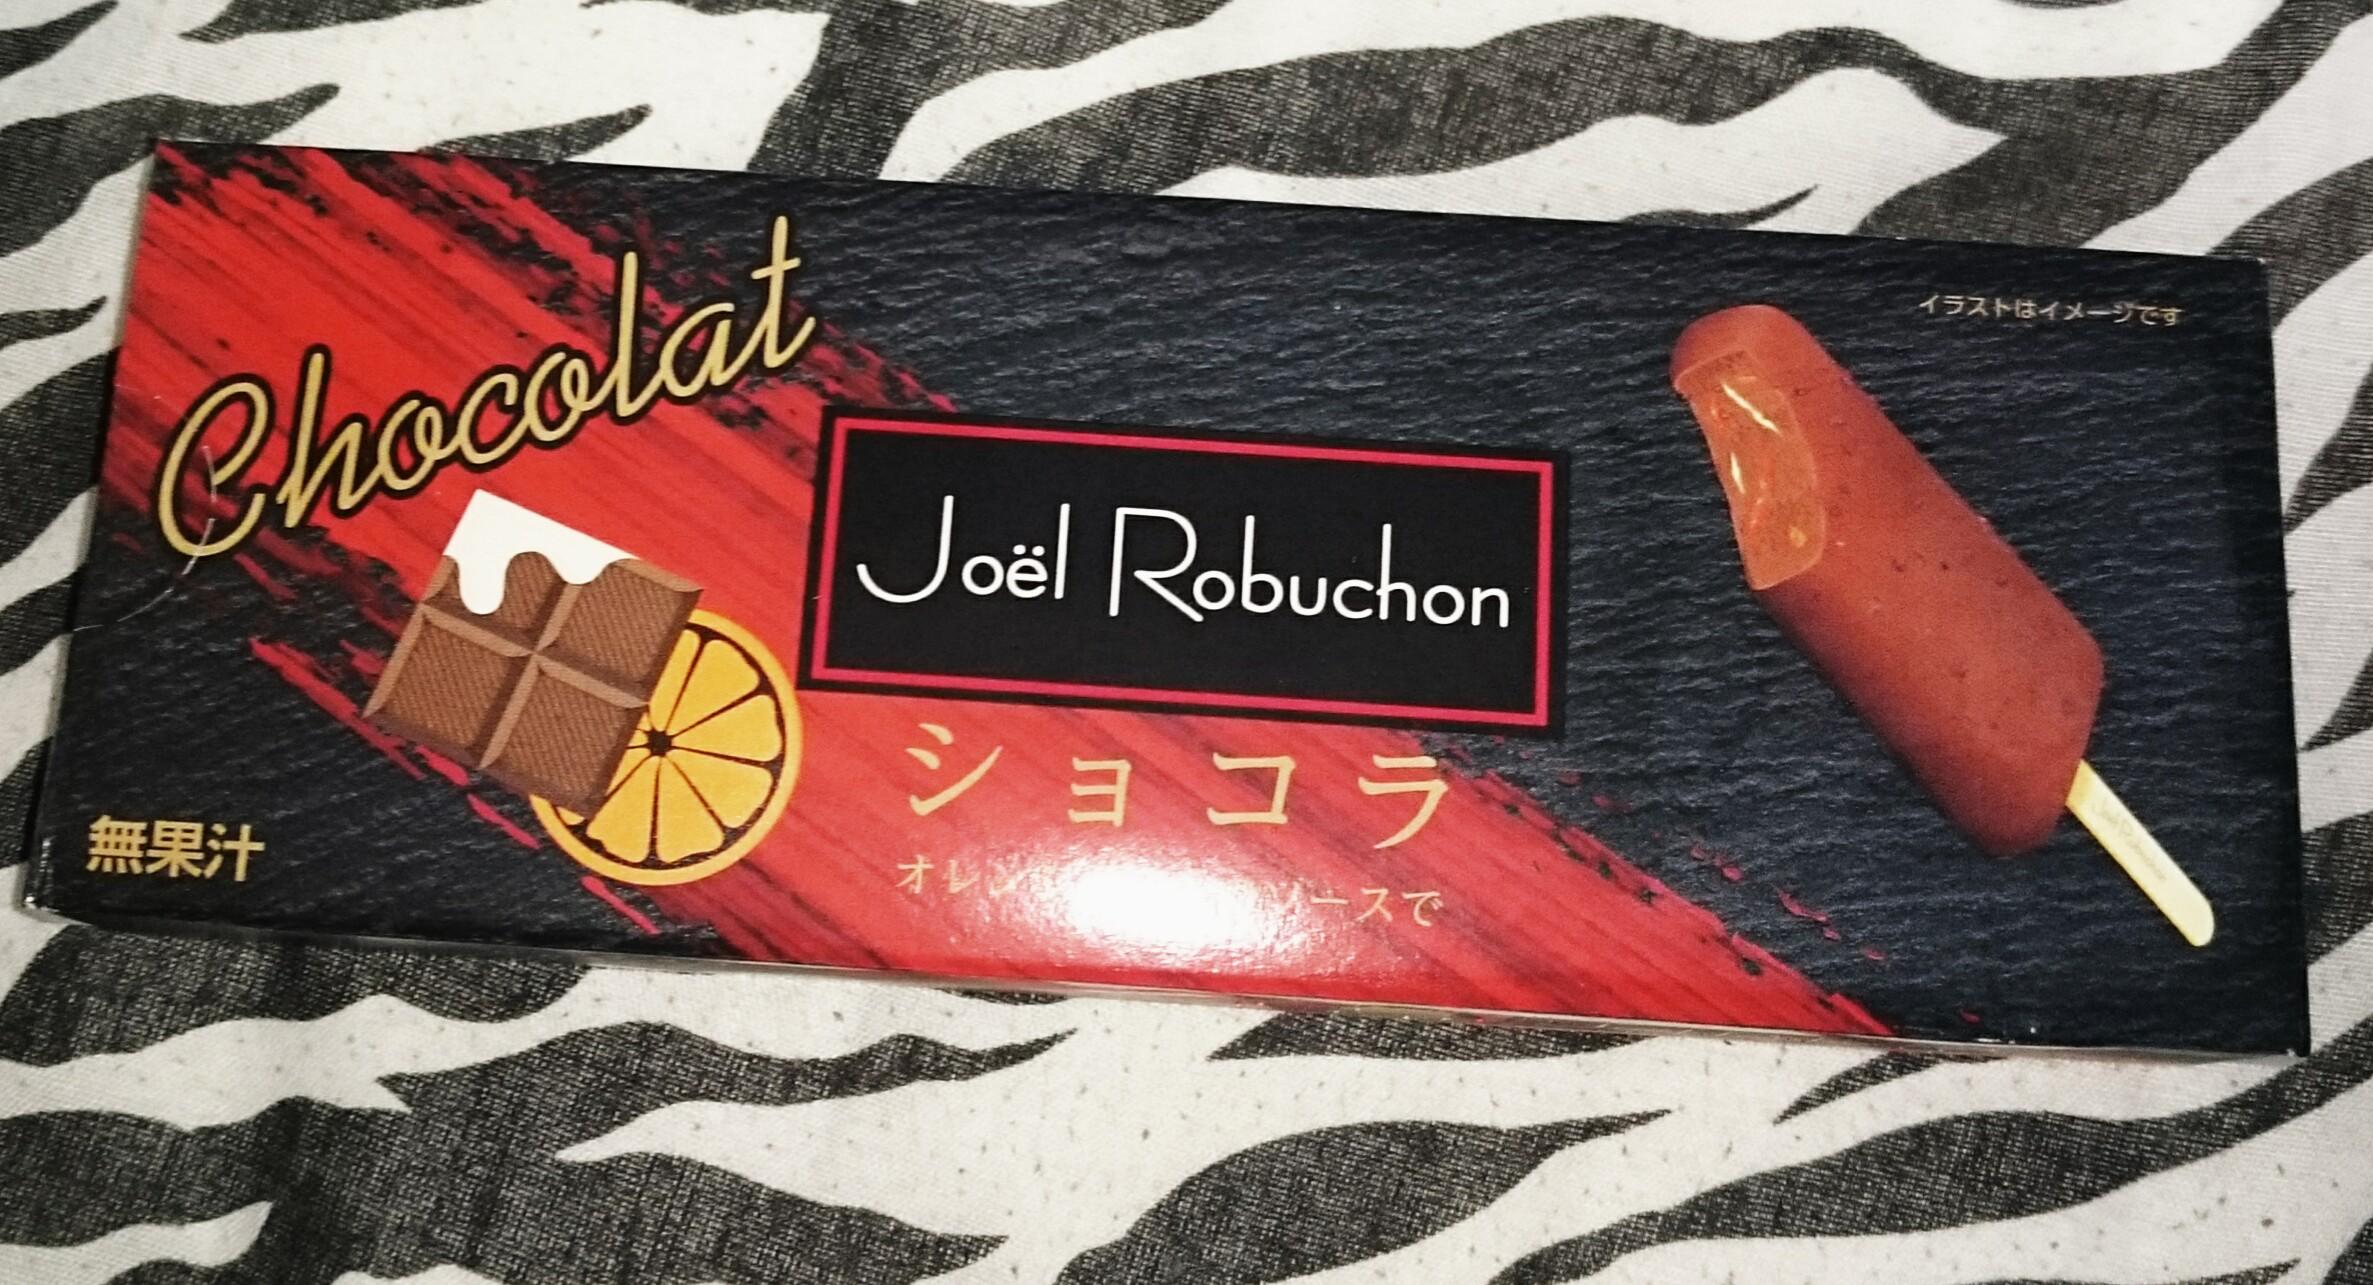 Chocolat
イラストはイメージです
Joël Robuchon
ショコラ
オレン ースで
無果汁